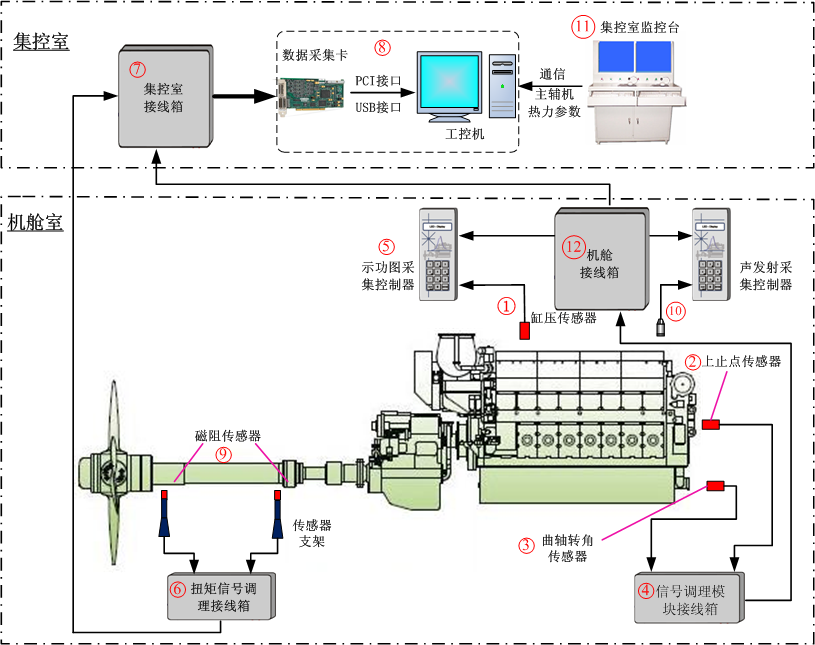 集控室
⑦
集控室
接线箱
数据采集卡
⑧
PCI接口
USB接口
工控机
⑪ 集控室监控台
通信
主辅机
热力参数
机舱室
⑤
示功图采
集控制器
⑫
机舱
接线箱
声发射采
集控制器
①
缸压传感器
⑩
②上止点传感器
磁阻传感器
⑨
传感器
支架
③ 曲轴转角
传感器
⑥ 扭矩信号调
理接线箱
④ 信号调理模
块接线箱